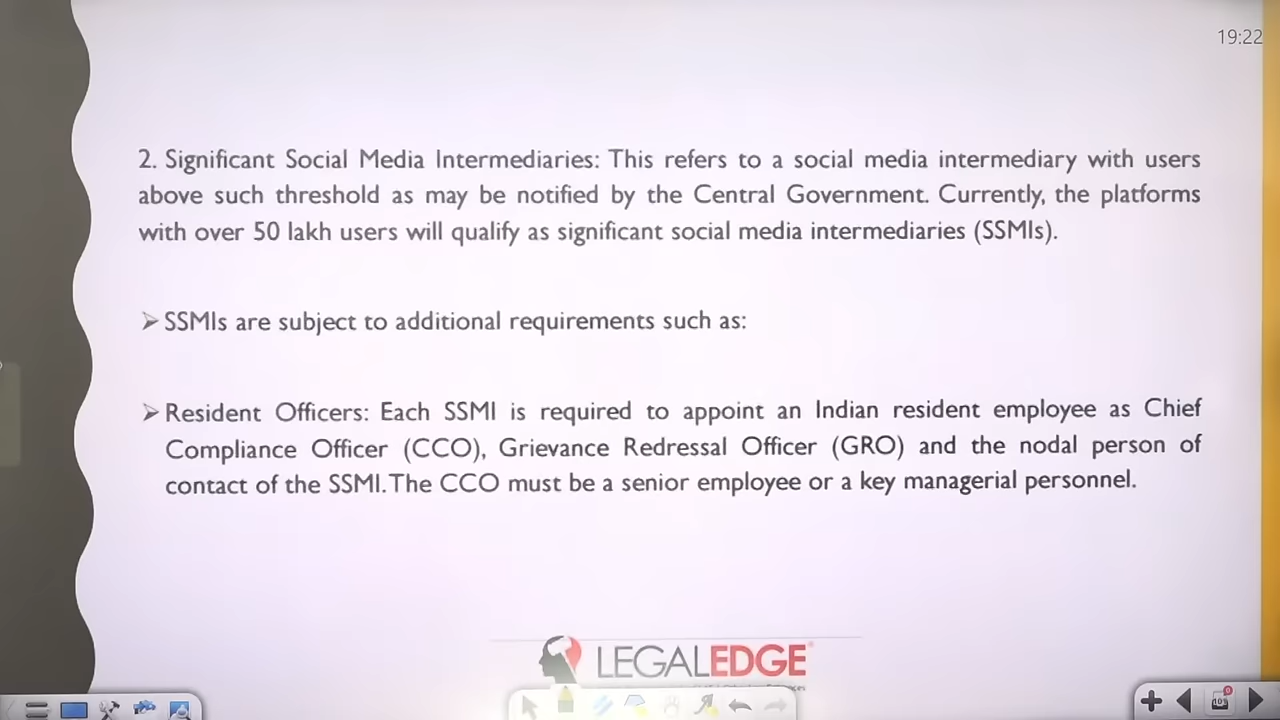 19:22
2. Significant Social Media Intermediaries: This refers to a social media intermediary with users
above such threshold as may be notified by the Central Government. Currently, the platforms
with over 50 lakh users will qualify as significant social media intermediaries (SSMIs).
➢ SSMIs are subject to additional requirements such as:
➢ Resident Officers: Each SSMI is required to appoint an Indian resident employee as Chief
Compliance Officer (CCO), Grievance Redressal Officer (GRO) and the nodal person of
contact of the SSMI. The CCO must be a senior employee or a key managerial personnel.
LEGALEDGE